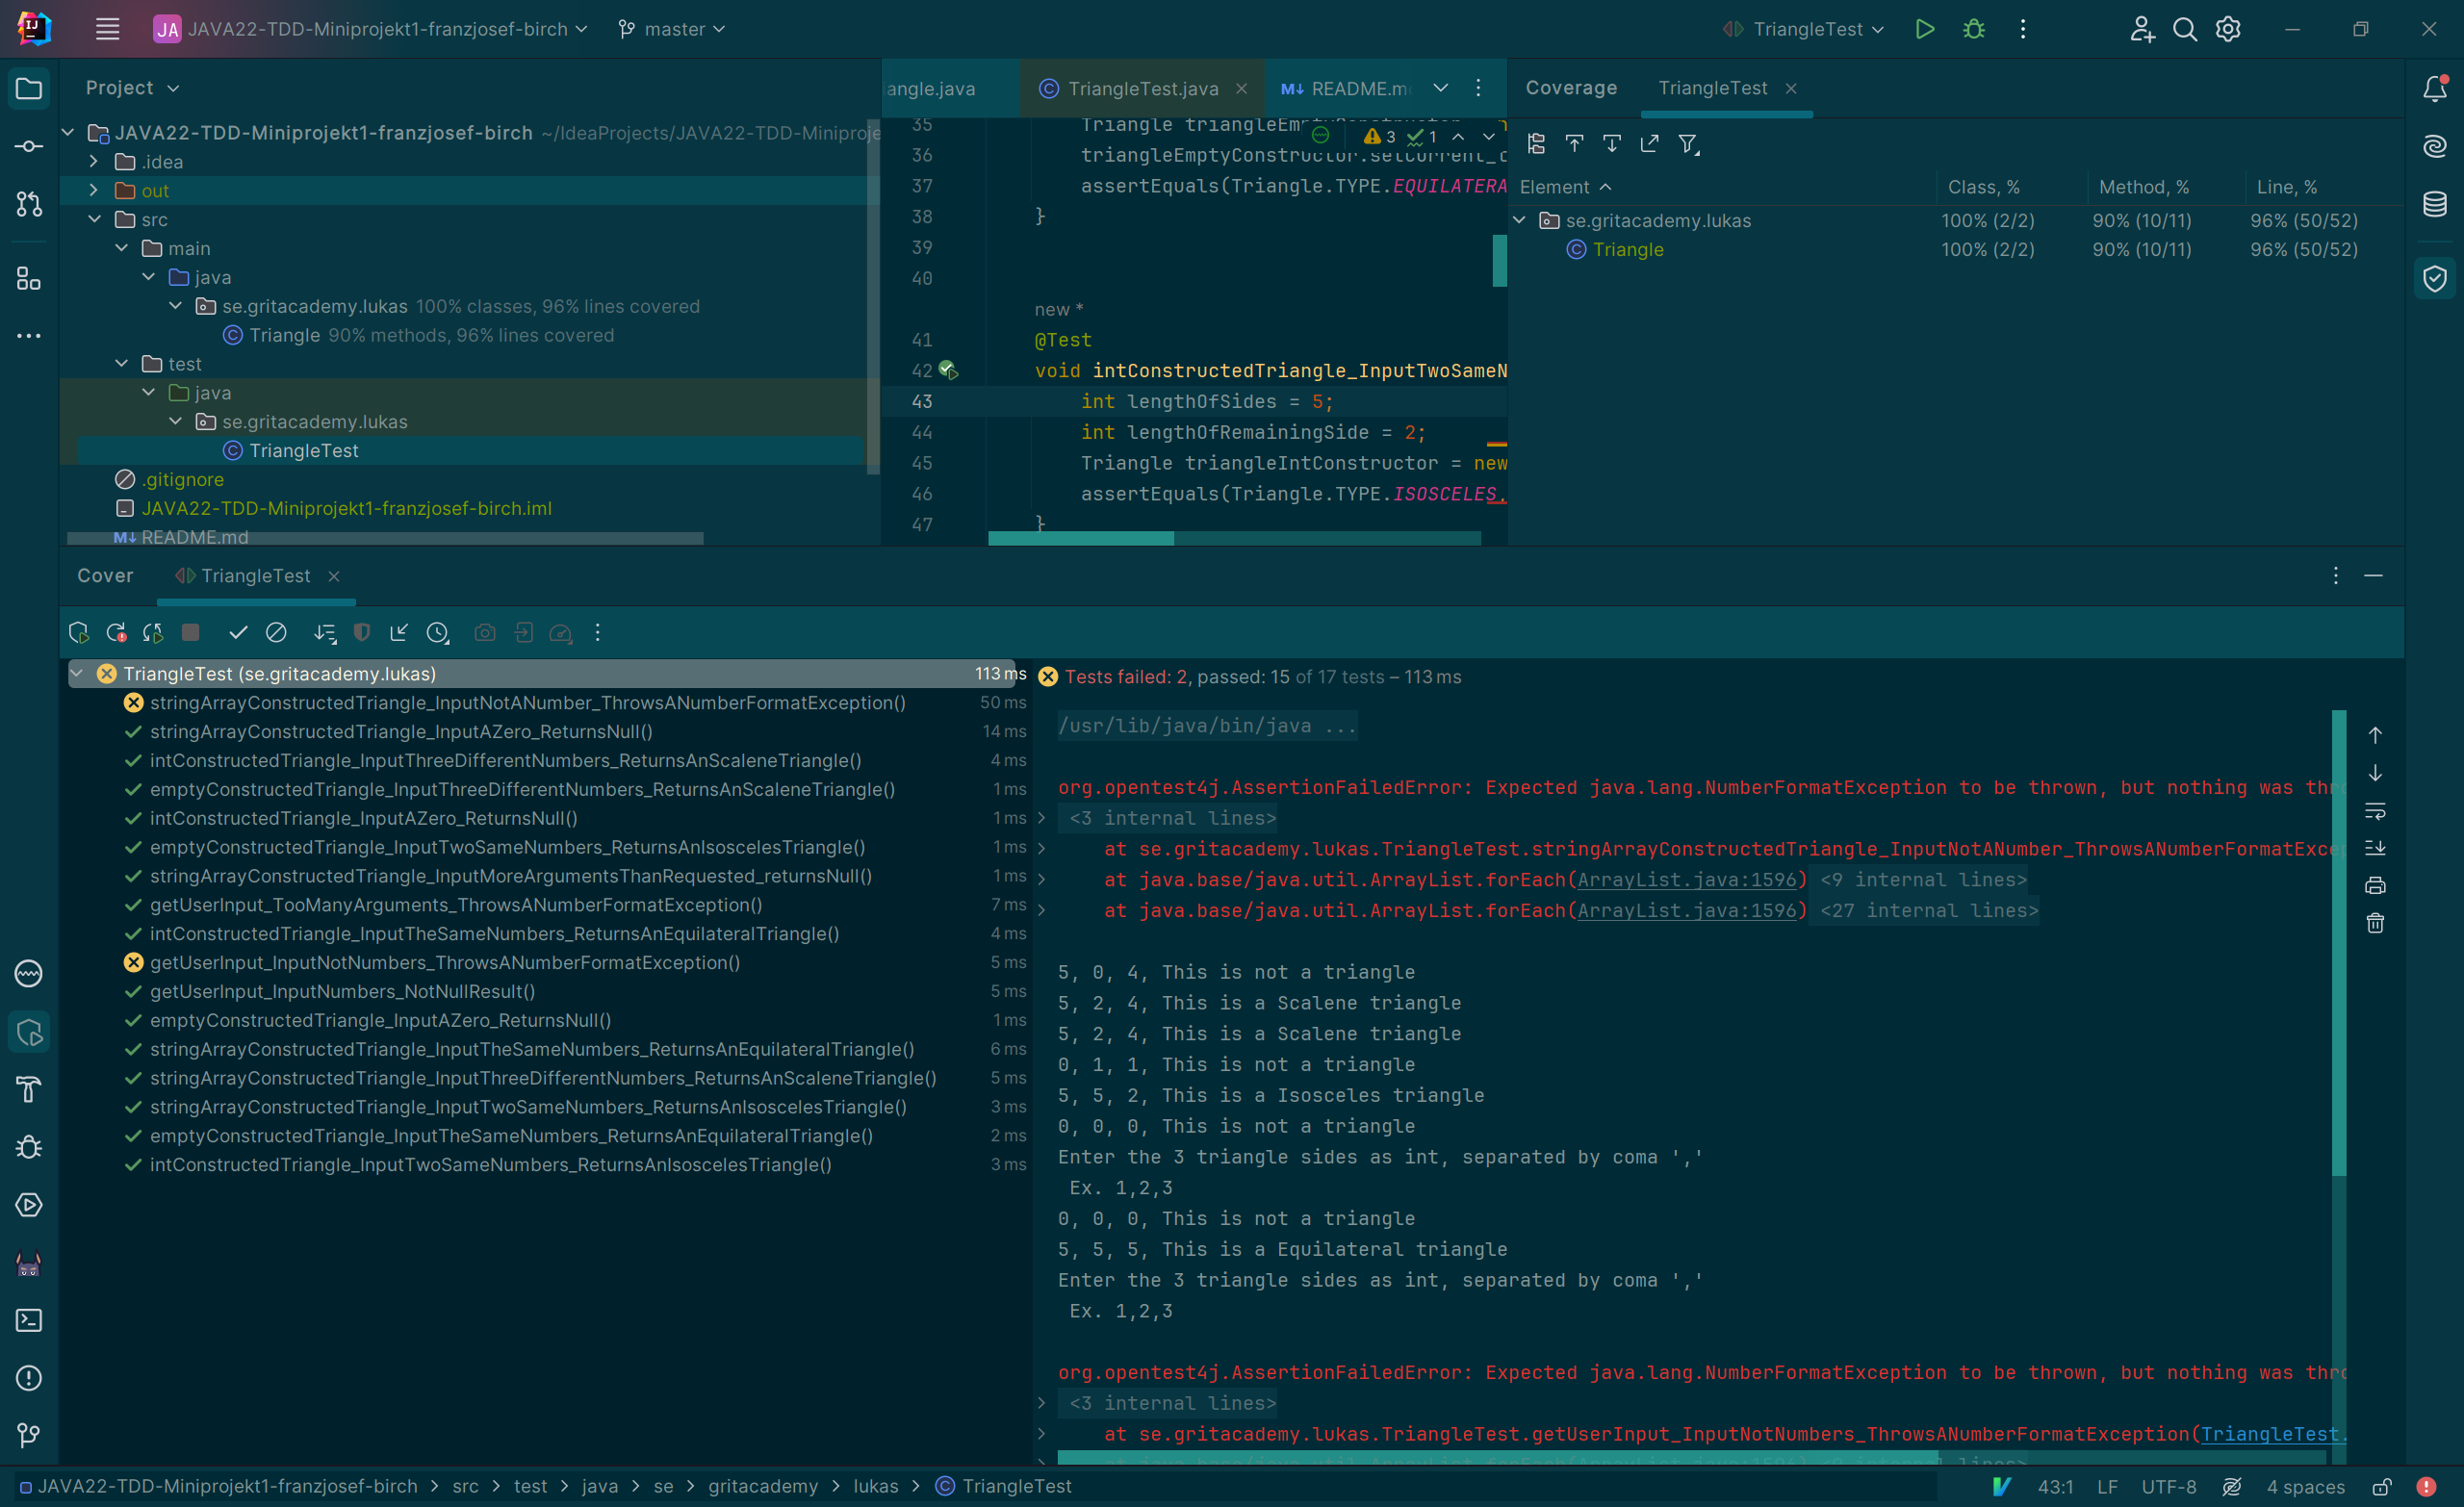 JA JAVA22-TDD-Miniprojekt1-franzjosef-birch master TriangleTest
Project
JAVA22-TDD-Miniprojekt1-franzjosef-birch ~/IdeaProjects/JAVA22-TDD-Miniproje
.idea
out
src
main
java
se.gritacademy.lukas 100% classes, 96% lines covered
Triangle 90% methods, 96% lines covered
test
java
se.gritacademy.lukas
TriangleTest
.gitignore
JAVA22-TDD-Miniprojekt1-franzjosef-birch.iml
M↓ README.md
angle.java TriangleTest.java M↓ README.m
3 1
35
36 triangleEmptyConstructor.setCurrent_
37 assertEquals(Triangle.TYPE.EQUILATERA
38 }
39
40
new *
41 @Test
42 void intConstructedTriangle_InputTwoSameN
43 int lengthOfSides = 5;
44 int lengthOfRemainingSide = 2;
45 Triangle triangleIntConstructor = new
46 assertEquals(Triangle.TYPE.ISOSCELES,
47 }
Coverage TriangleTest
Element Class, % Method, % Line, %
se.gritacademy.lukas 100% (2/2) 90% (10/11) 96% (50/52)
Triangle 100% (2/2) 90% (10/11) 96% (50/52)
Cover TriangleTest
TriangleTest (se.gritacademy.lukas) 113 ms
stringArrayConstructedTriangle_InputNotANumber_ThrowsANumberFormatException() 50 ms
stringArrayConstructedTriangle_InputAZero_ReturnsNull() 14 ms
intConstructedTriangle_InputThreeDifferentNumbers_ReturnsAnScaleneTriangle() 4 ms
emptyConstructedTriangle_InputThreeDifferentNumbers_ReturnsAnScaleneTriangle() 1 ms
intConstructedTriangle_InputAZero_ReturnsNull() 1 ms
emptyConstructedTriangle_InputTwoSameNumbers_ReturnsAnIsoscelesTriangle() 1 ms
stringArrayConstructedTriangle_InputMoreArgumentsThanRequested_returnsNull() 1 ms
getUserInput_TooManyArguments_ThrowsANumberFormatException() 7 ms
intConstructedTriangle_InputTheSameNumbers_ReturnsAnEquilateralTriangle() 4 ms
getUserInput_InputNotNumbers_ThrowsANumberFormatException() 5 ms
getUserInput_InputNumbers_NotNullResult() 5 ms
emptyConstructedTriangle_InputAZero_ReturnsNull() 1 ms
stringArrayConstructedTriangle_InputTheSameNumbers_ReturnsAnEquilateralTriangle() 6 ms
stringArrayConstructedTriangle_InputThreeDifferentNumbers_ReturnsAnScaleneTriangle() 5 ms
stringArrayConstructedTriangle_InputTwoSameNumbers_ReturnsAnIsoscelesTriangle() 3 ms
emptyConstructedTriangle_InputTheSameNumbers_ReturnsAnEquilateralTriangle() 2 ms
intConstructedTriangle_InputTwoSameNumbers_ReturnsAnIsoscelesTriangle() 3 ms
Tests failed: 2, passed: 15 of 17 tests – 113 ms
/usr/lib/java/bin/java ...
org.opentest4j.AssertionFailedError: Expected java.lang.NumberFormatException to be thrown, but nothing was thro
<3 internal lines>
at se.gritacademy.lukas.TriangleTest.stringArrayConstructedTriangle_InputNotANumber_ThrowsANumberFormatExcep
at java.base/java.util.ArrayList.forEach(ArrayList.java:1596) <9 internal lines>
at java.base/java.util.ArrayList.forEach(ArrayList.java:1596) <27 internal lines>
5, 0, 4, This is not a triangle
5, 2, 4, This is a Scalene triangle
5, 2, 4, This is a Scalene triangle
0, 1, 1, This is not a triangle
5, 5, 2, This is a Isosceles triangle
0, 0, 0, This is not a triangle
Enter the 3 triangle sides as int, separated by coma ','
Ex. 1,2,3
0, 0, 0, This is not a triangle
5, 5, 5, This is a Equilateral triangle
Enter the 3 triangle sides as int, separated by coma ','
Ex. 1,2,3
org.opentest4j.AssertionFailedError: Expected java.lang.NumberFormatException to be thrown, but nothing was thro
<3 internal lines>
at se.gritacademy.lukas.TriangleTest.getUserInput_InputNotNumbers_ThrowsANumberFormatException(TriangleTest.
JAVA22-TDD-Miniprojekt1-franzjosef-birch > src > test > java > se > gritacademy > lukas > TriangleTest 43:1 LF UTF-8 4 spaces